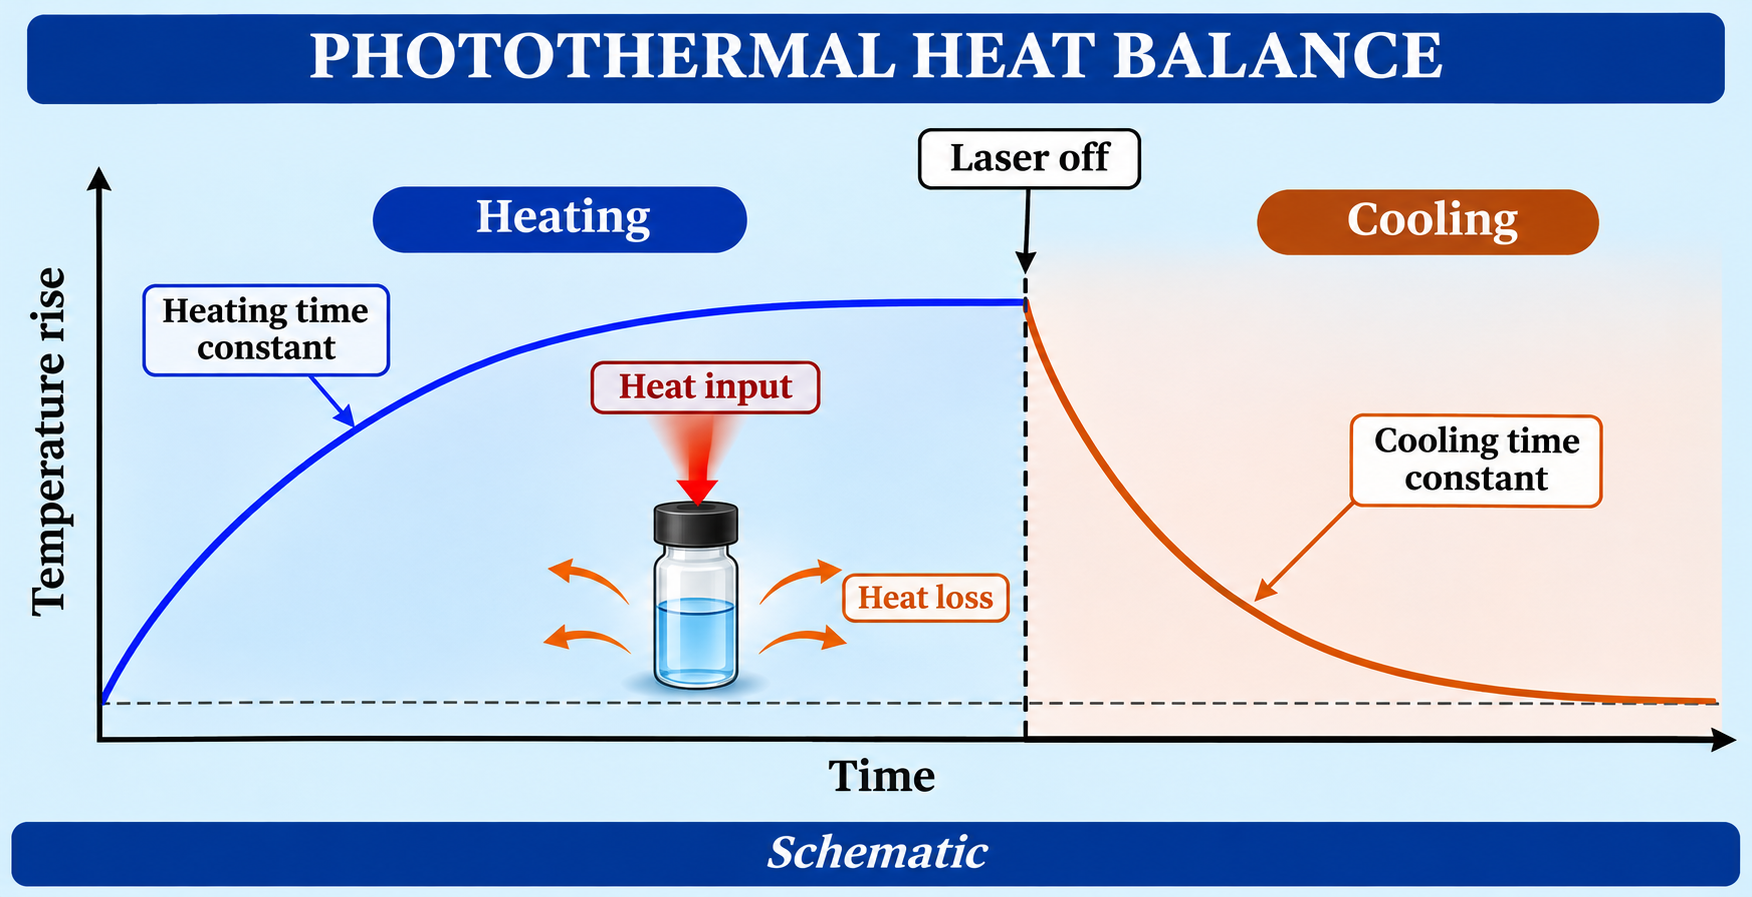 PHOTOTHERMAL HEAT BALANCE
Laser off
Heating
Cooling
Heating time
constant
Heat input
Cooling time
constant
Heat loss
Temperature rise
Time
Schematic